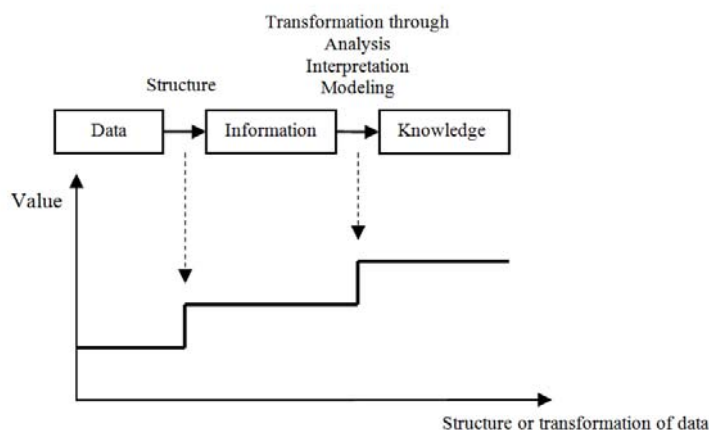 Transformation through
Analysis
Interpretation
Modeling
Structure
Data
Information
Knowledge
Value
Structure or transformation of data